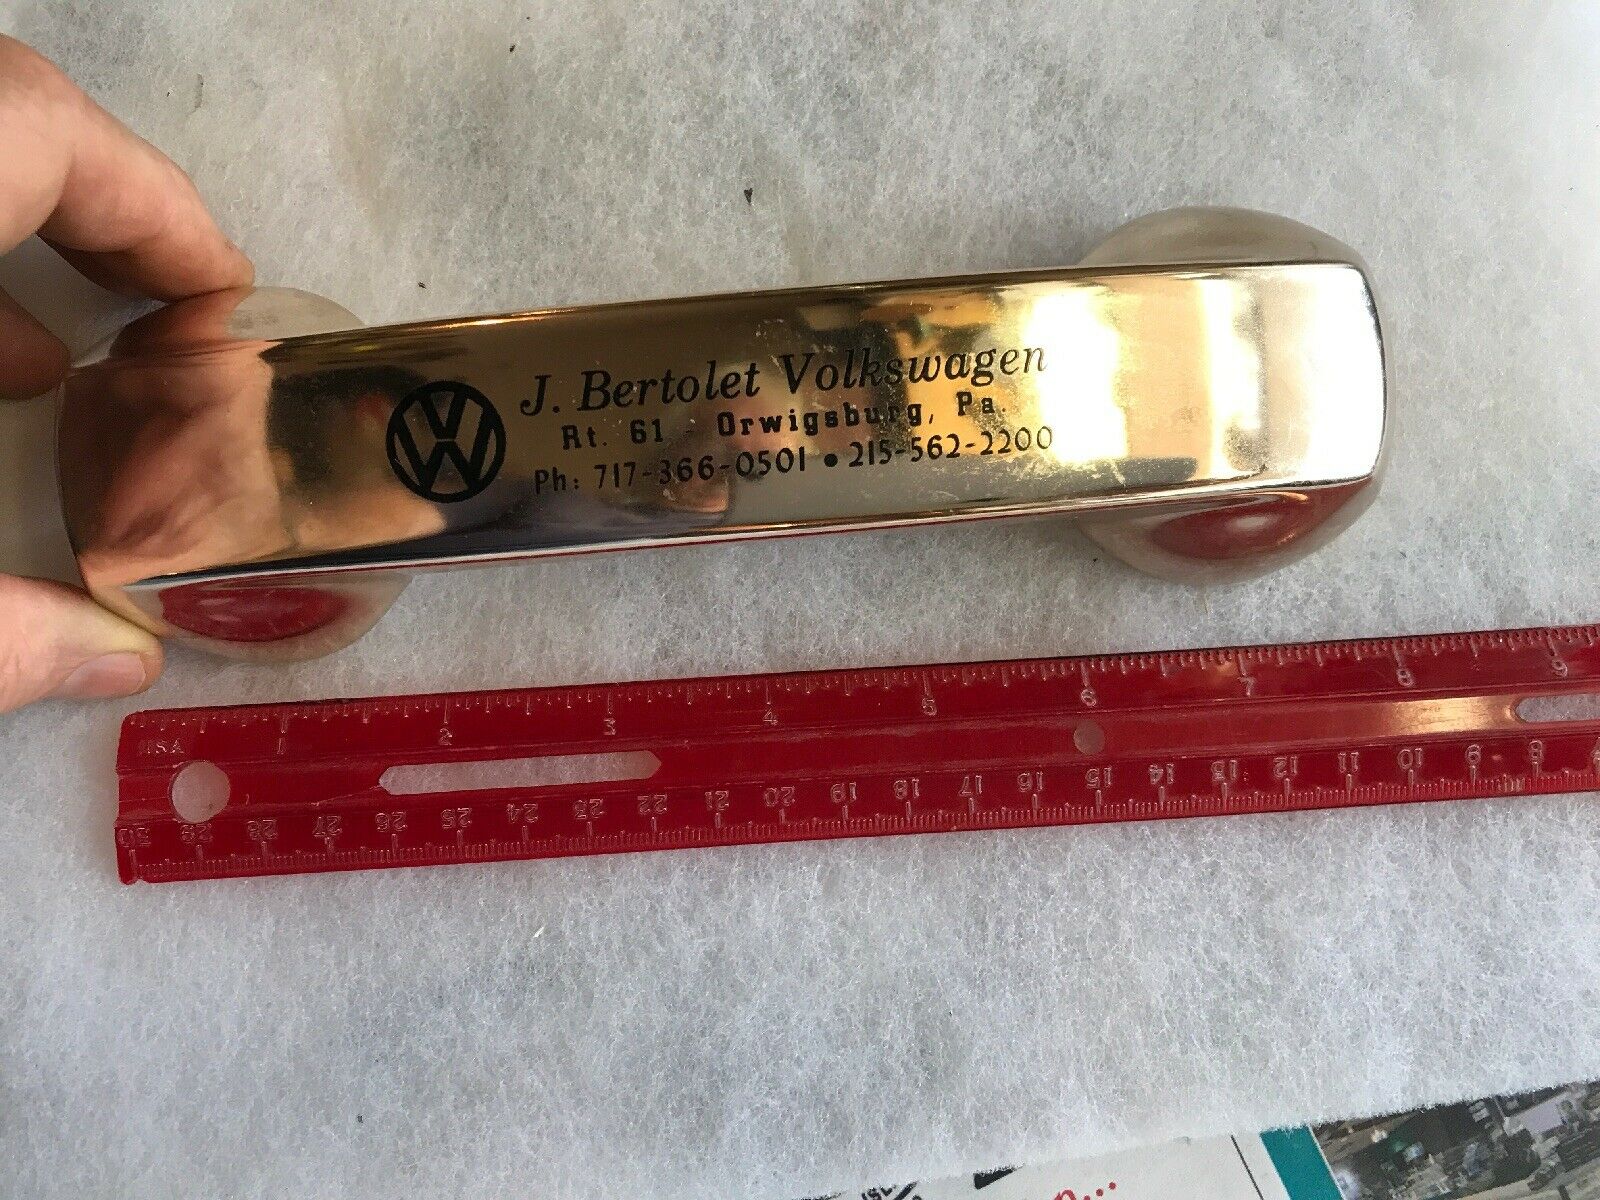 J. Bertolet Volkswagen
Rt. 61 - Orwigsburg, Pa.
Ph: 717-366-0501 • 215-562-2200
1 2 3 4 5 6 7 8 9
USA
30 29 28 27 26 25 24 23 22 21 20 19 18 17 16 15 14 13 12 11 10 9 8